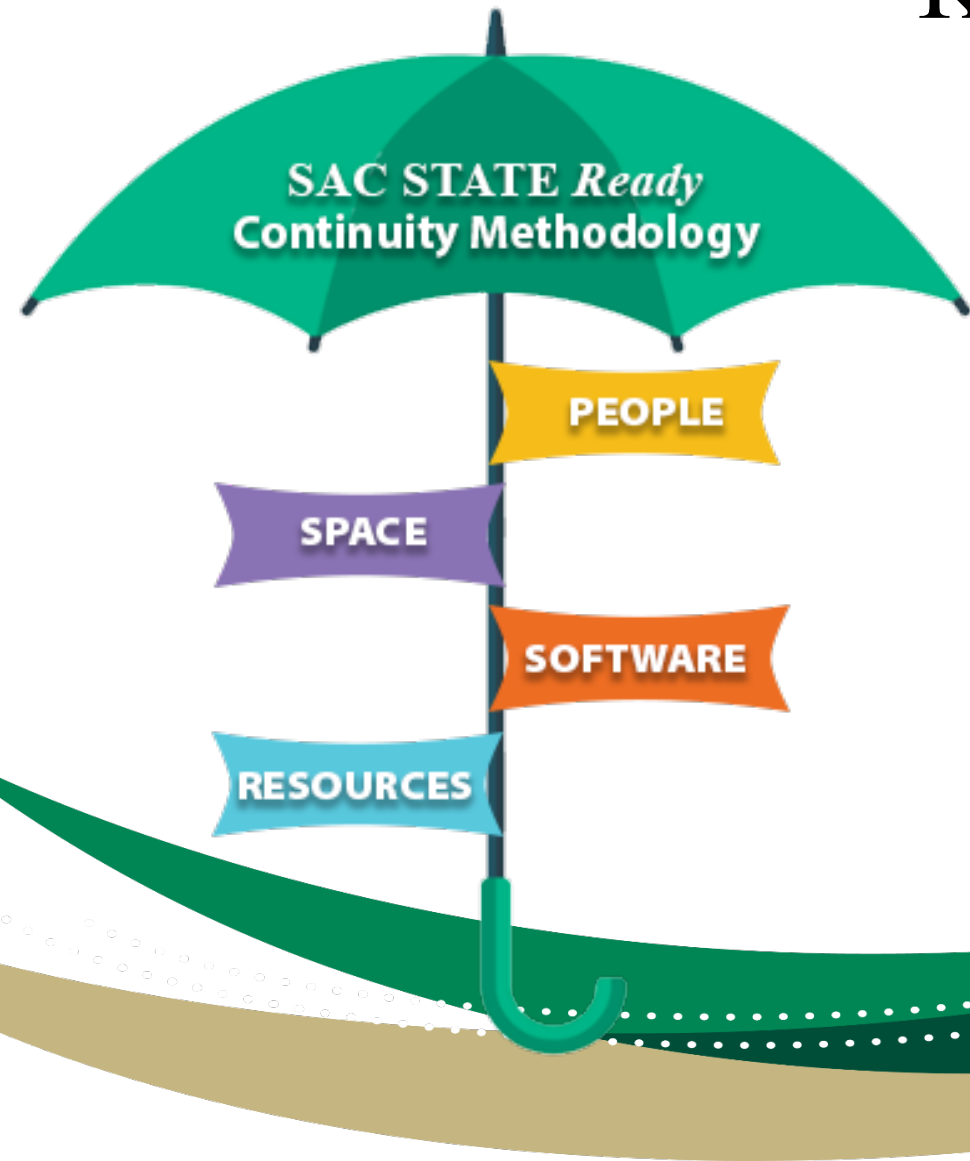 SAC STATE Ready
Continuity Methodology
PEOPLE
SPACE
SOFTWARE
RESOURCES